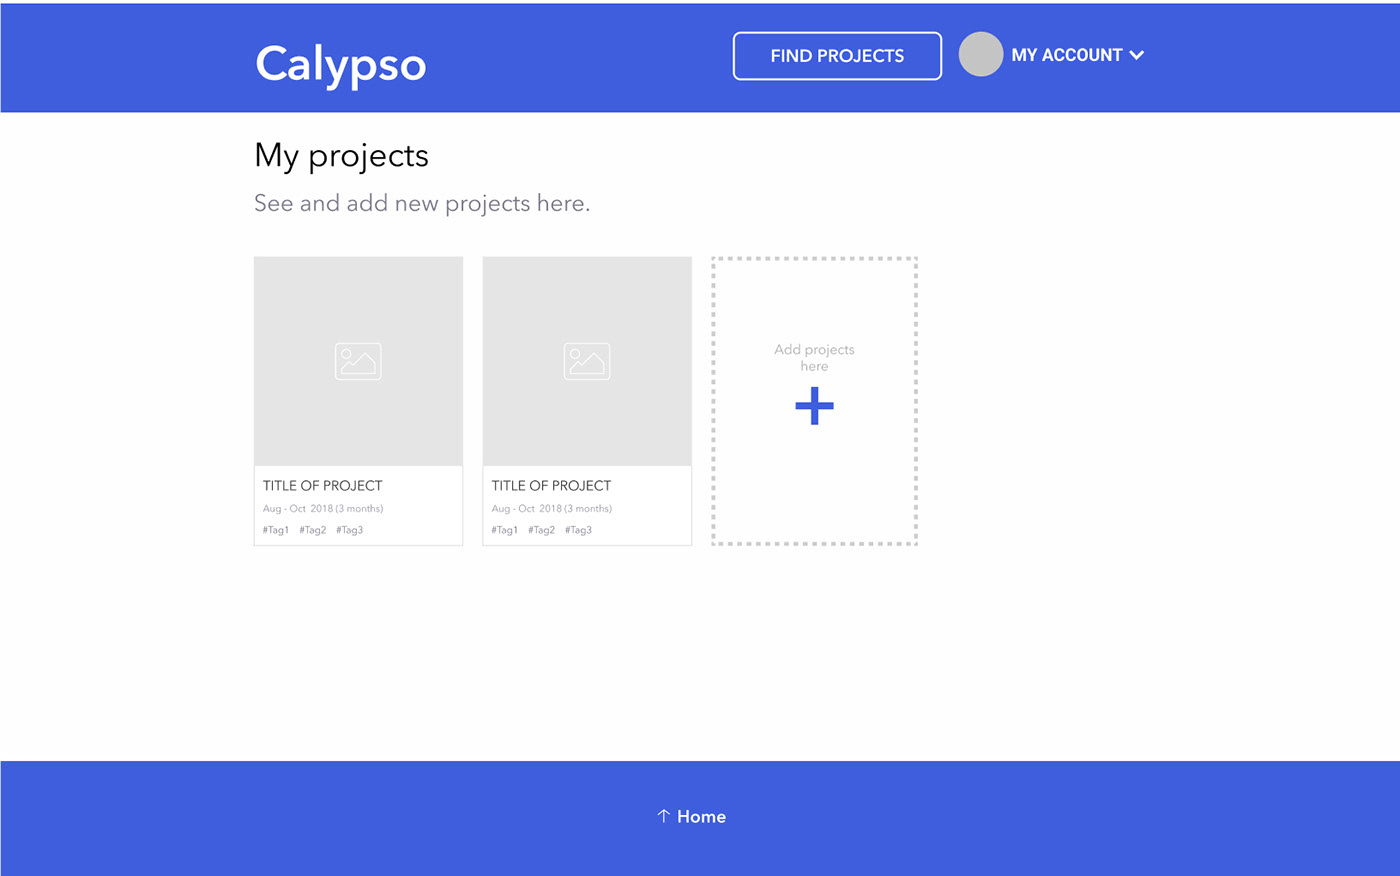 Calypso
FIND PROJECTS
MY ACCOUNT
My projects
See and add new projects here.
TITLE OF PROJECT
Aug - Oct 2018 (3 months)
#Tag1 #Tag2 #Tag3
TITLE OF PROJECT
Aug - Oct 2018 (3 months)
#Tag1 #Tag2 #Tag3
Add projects
here
↑ Home